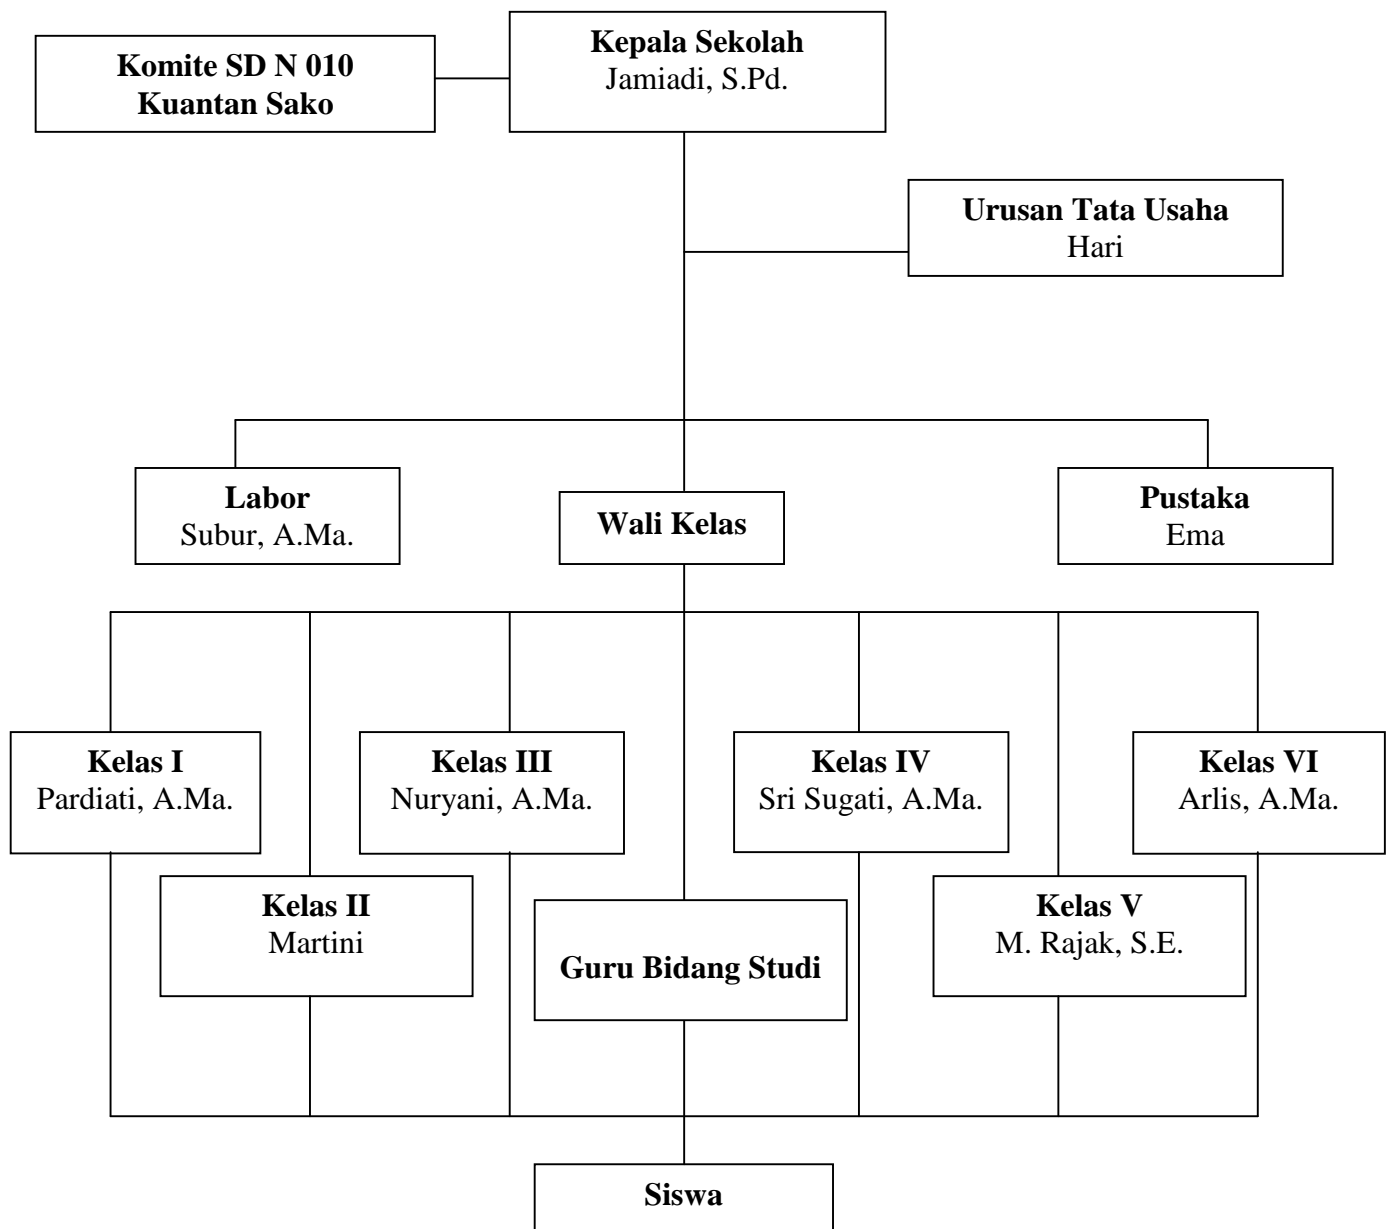 Komite SD N 010
Kuantan Sako
Kepala Sekolah
Jamiadi, S.Pd.
Urusan Tata Usaha
Hari
Labor
Subur, A.Ma.
Wali Kelas
Pustaka
Ema
Kelas I
Pardiati, A.Ma.
Kelas II
Martini
Kelas III
Nuryani, A.Ma.
Guru Bidang Studi
Kelas IV
Sri Sugati, A.Ma.
Kelas V
M. Rajak, S.E.
Kelas VI
Arlis, A.Ma.
Siswa